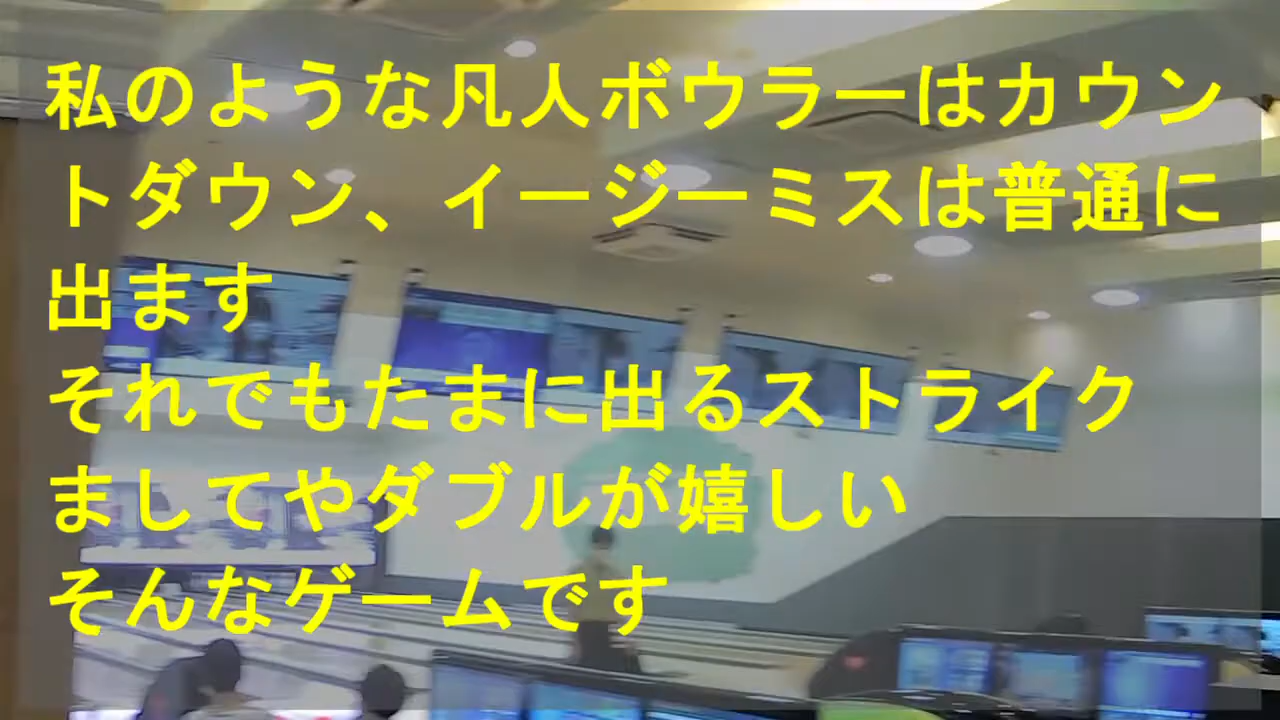 私のような凡人ボウラーはカウン
トダウン、イージーミスは普通に
出ます
それでもたまに出るストライク
ましてやダブルが嬉しい
そんなゲームです